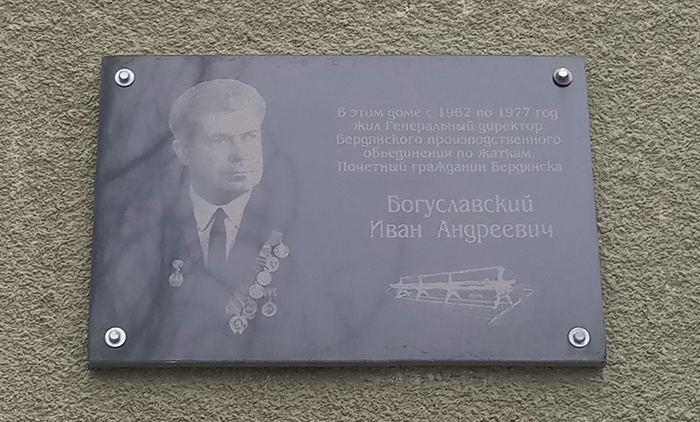 В этом доме с 1962 по 1977 год
жил Генеральный директор
Бердянского производственного
объединения по жаткам,
Почетный гражданин Бердянска
Богуславский
Иван Андреевич